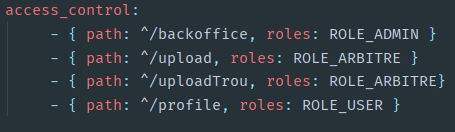 access_control:
- { path: ^/backoffice, roles: ROLE_ADMIN }
- { path: ^/upload, roles: ROLE_ARBITRE }
- { path: ^/uploadTrou, roles: ROLE_ARBITRE}
- { path: ^/profile, roles: ROLE_USER }